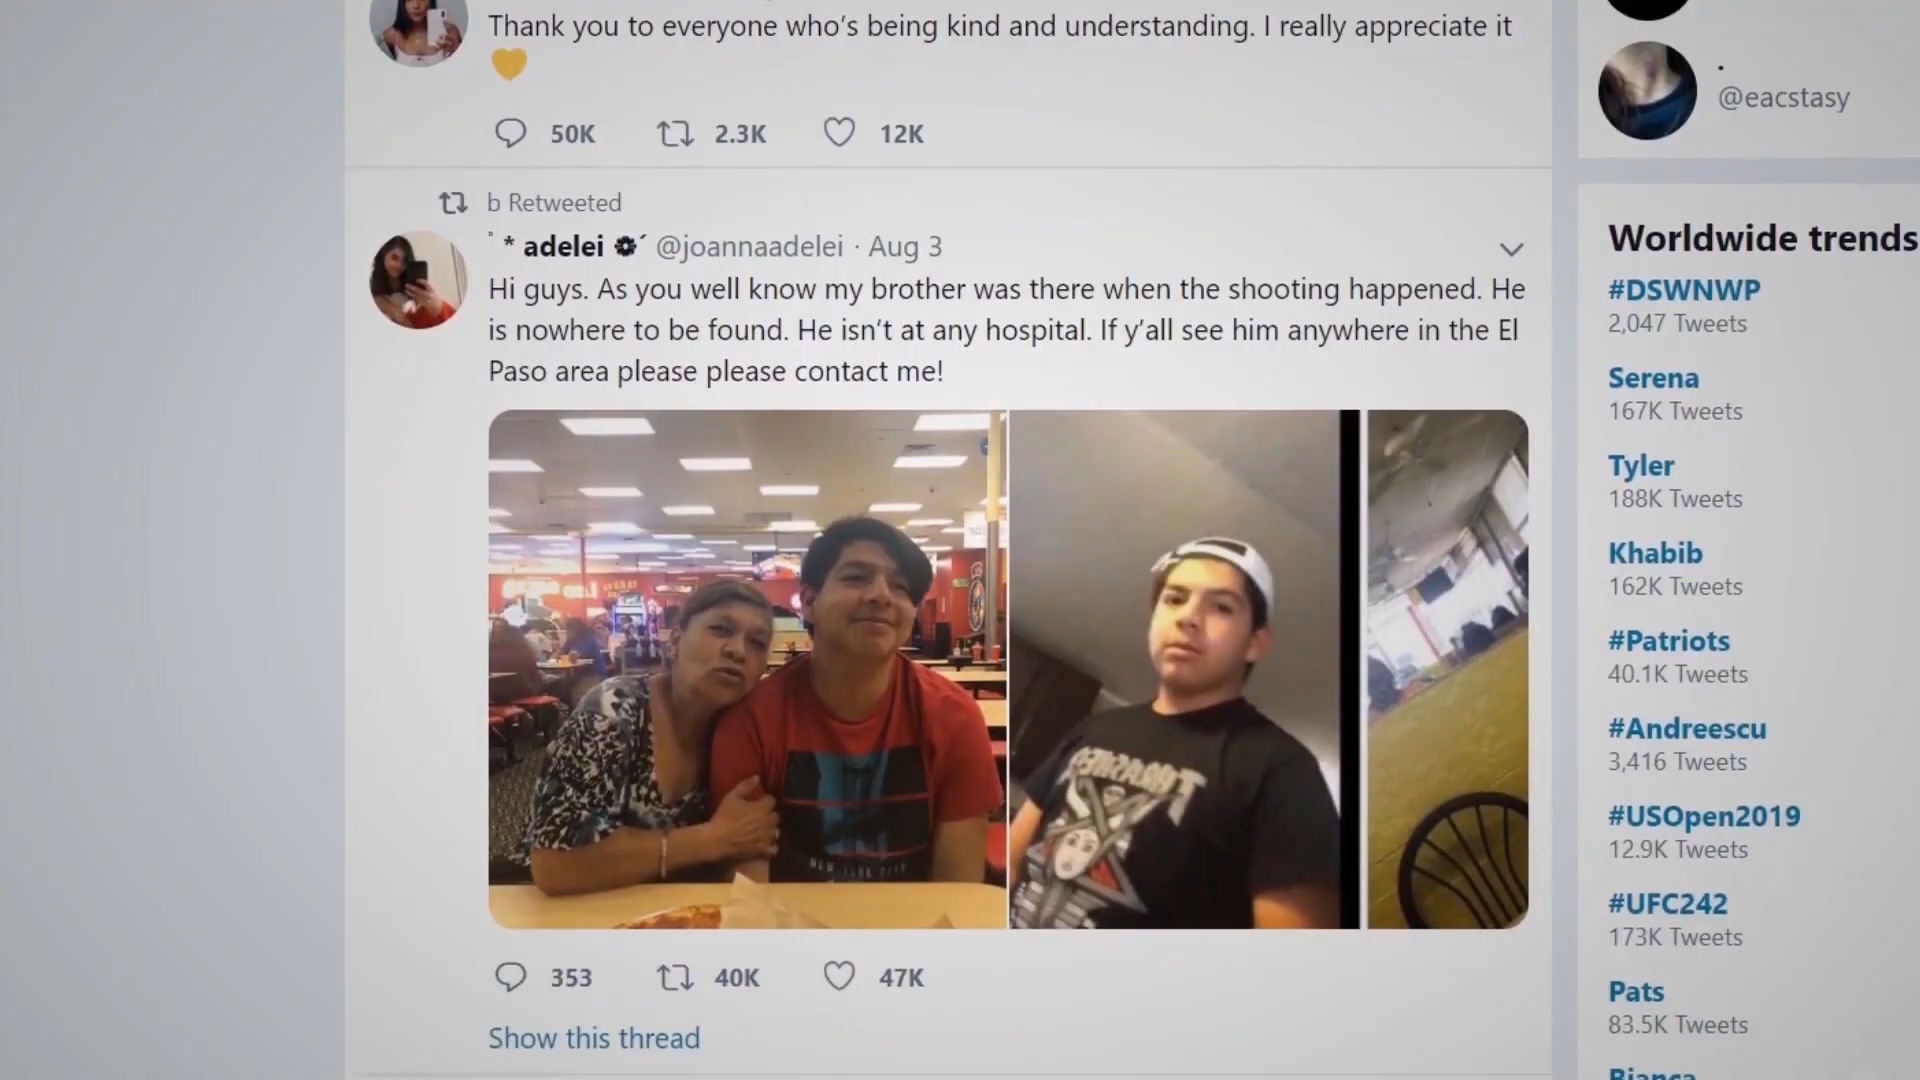 Thank you to everyone who’s being kind and understanding. I really appreciate it
50K 2.3K 12K
b Retweeted
˚ * adelei ❁´ @joannaadelei · Aug 3
Hi guys. As you well know my brother was there when the shooting happened. He
is nowhere to be found. He isn’t at any hospital. If y’all see him anywhere in the El
Paso area please please contact me!
NEW YORK CITY
THRASHER
353 40K 47K
Show this thread
.
@eacstasy
Worldwide trends
#DSWNWP
2,047 Tweets
Serena
167K Tweets
Tyler
188K Tweets
Khabib
162K Tweets
#Patriots
40.1K Tweets
#Andreescu
3,416 Tweets
#USOpen2019
12.9K Tweets
#UFC242
173K Tweets
Pats
83.5K Tweets
Bianca